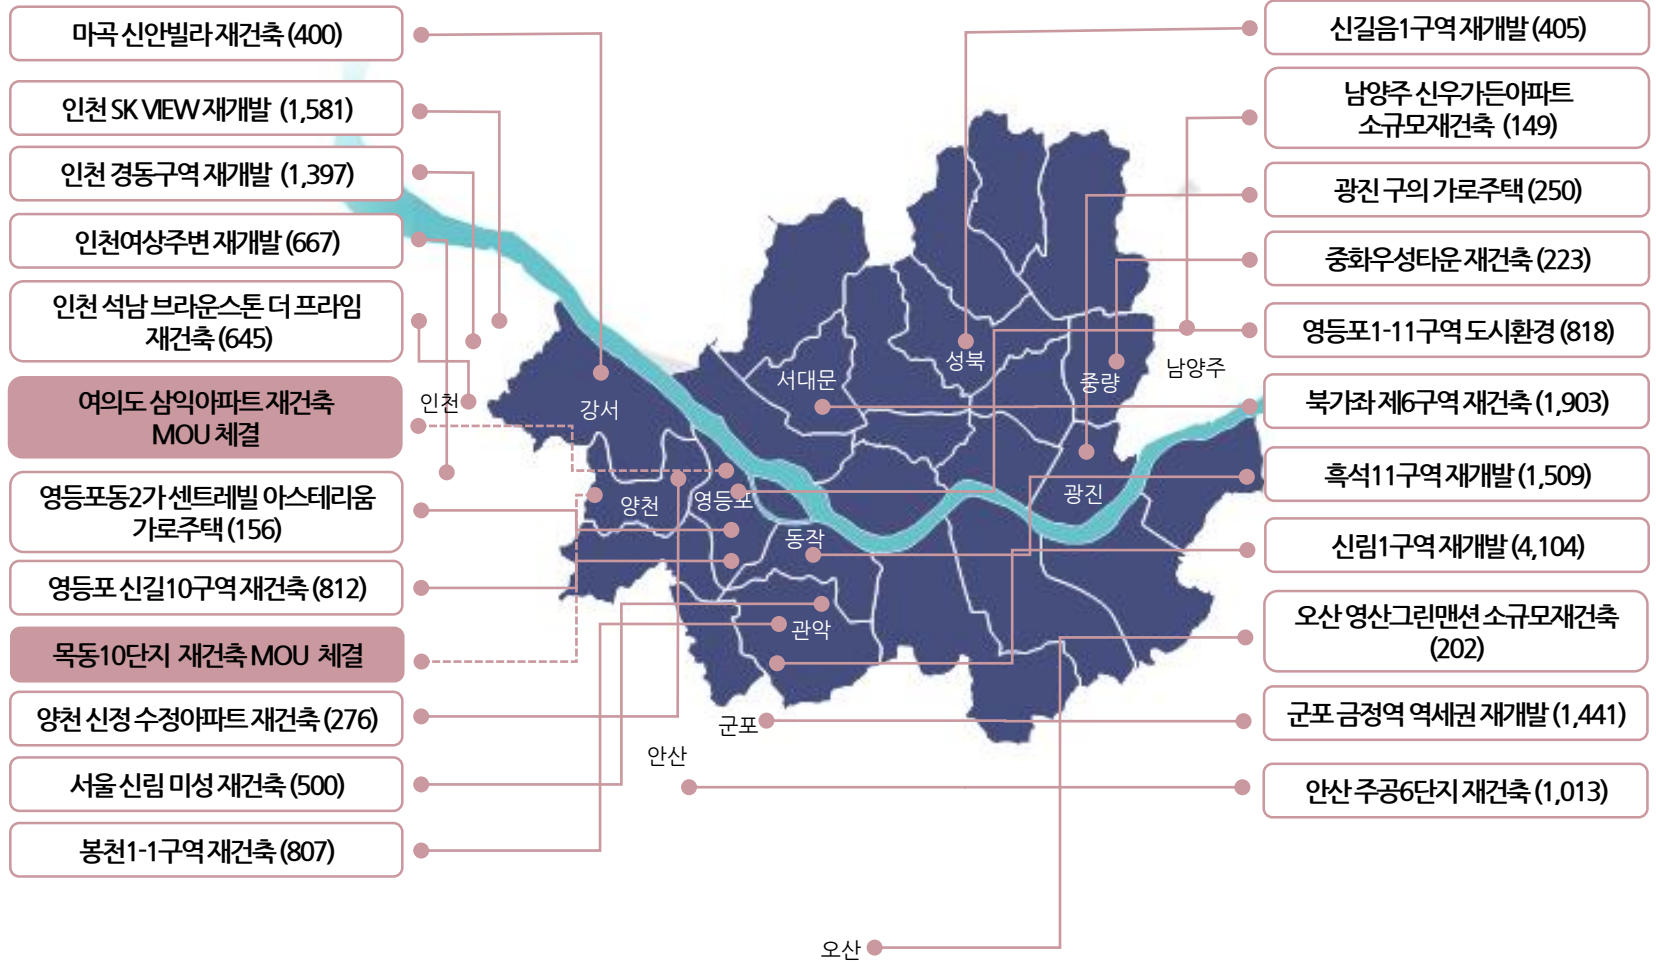 마곡 신안빌라 재건축 (400)
인천 SK VIEW 재개발 (1,581)
인천 경동구역 재개발 (1,397)
인천여상주변 재개발 (667)
인천 석남 브라운스톤 더 프라임
재건축 (645)
여의도 삼익아파트 재건축
MOU 체결
영등포동2가 센트레빌 아스테리움
가로주택 (156)
영등포 신길10구역 재건축 (812)
목동10단지 재건축 MOU 체결
양천 신정 수정아파트 재건축 (276)
서울 신림 미성 재건축 (500)
봉천1-1구역 재건축 (807)
인천
강서
서대문
성북
중량
남양주
양천
영등포
광진
동작
관악
군포
안산
오산
신길음1구역 재개발 (405)
남양주 신우가든아파트
소규모재건축 (149)
광진 구의 가로주택 (250)
중화우성타운 재건축 (223)
영등포1-11구역 도시환경 (818)
북가좌 제6구역 재건축 (1,903)
흑석11구역 재개발 (1,509)
신림1구역 재개발 (4,104)
오산 영산그린맨션 소규모재건축
(202)
군포 금정역 역세권 재개발 (1,441)
안산 주공6단지 재건축 (1,013)